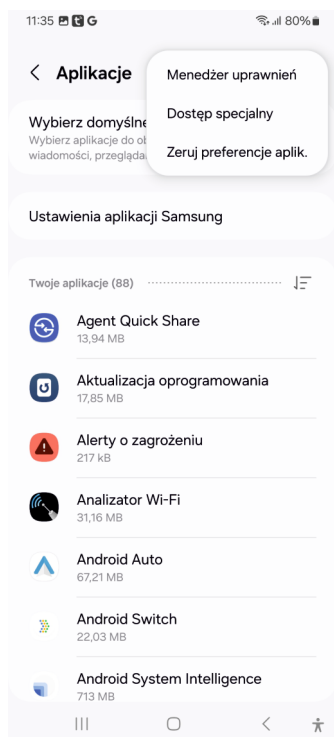 11:35 G 80%
Aplikacje
Menedżer uprawnień
Dostęp specjalny
Zeruj preferencje aplik.
Wybierz domyślne
Wybierz aplikacje do
wiadomości, przegląda
Ustawienia aplikacji Samsung
Twoje aplikacje (88)
Agent Quick Share
13,94 MB
Aktualizacja oprogramowania
17,85 MB
Alerty o zagrożeniu
217 kB
Analizator Wi-Fi
31,16 MB
Android Auto
67,21 MB
Android Switch
22,03 MB
Android System Intelligence
713 MB